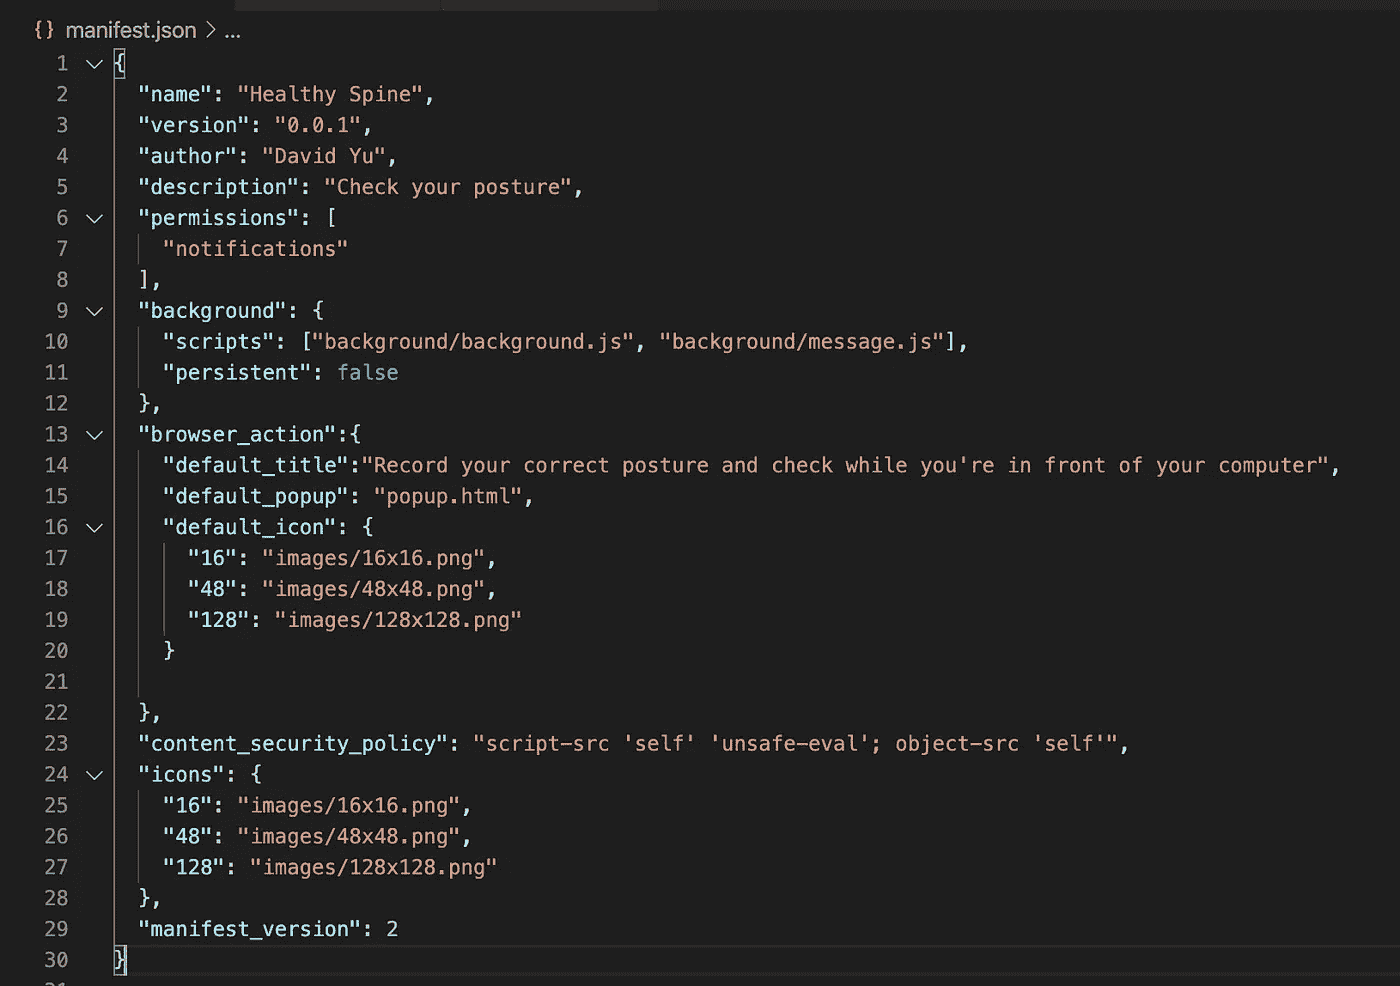 {} manifest.json > ...
1 {
2 "name": "Healthy Spine",
3 "version": "0.0.1",
4 "author": "David Yu",
5 "description": "Check your posture",
6 "permissions": [
7 "notifications"
8 ],
9 "background": {
10 "scripts": ["background/background.js", "background/message.js"],
11 "persistent": false
12 },
13 "browser_action":{
14 "default_title":"Record your correct posture and check while you're in front of your computer",
15 "default_popup": "popup.html",
16 "default_icon": {
17 "16": "images/16x16.png",
18 "48": "images/48x48.png",
19 "128": "images/128x128.png"
20 }
21
22 },
23 "content_security_policy": "script-src 'self' 'unsafe-eval'; object-src 'self'",
24 "icons": {
25 "16": "images/16x16.png",
26 "48": "images/48x48.png",
27 "128": "images/128x128.png"
28 },
29 "manifest_version": 2
30 }